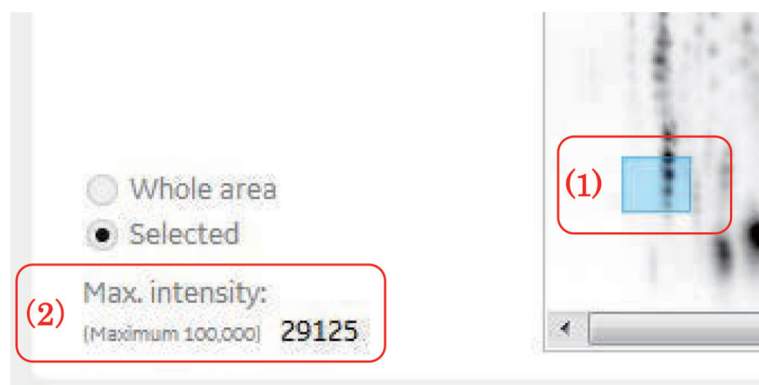 (1)
Whole area
Selected
(2)
Max. intensity:
(Maximum 100,000) 29125